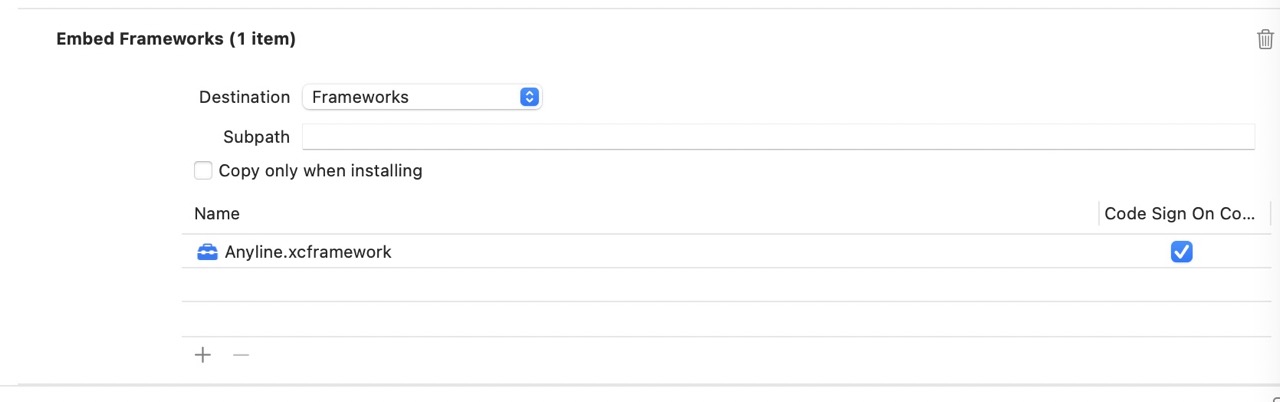 Embed Frameworks (1 item)
Destination Frameworks
Subpath
Copy only when installing
Name Code Sign On Co...
Anyline.xcframework